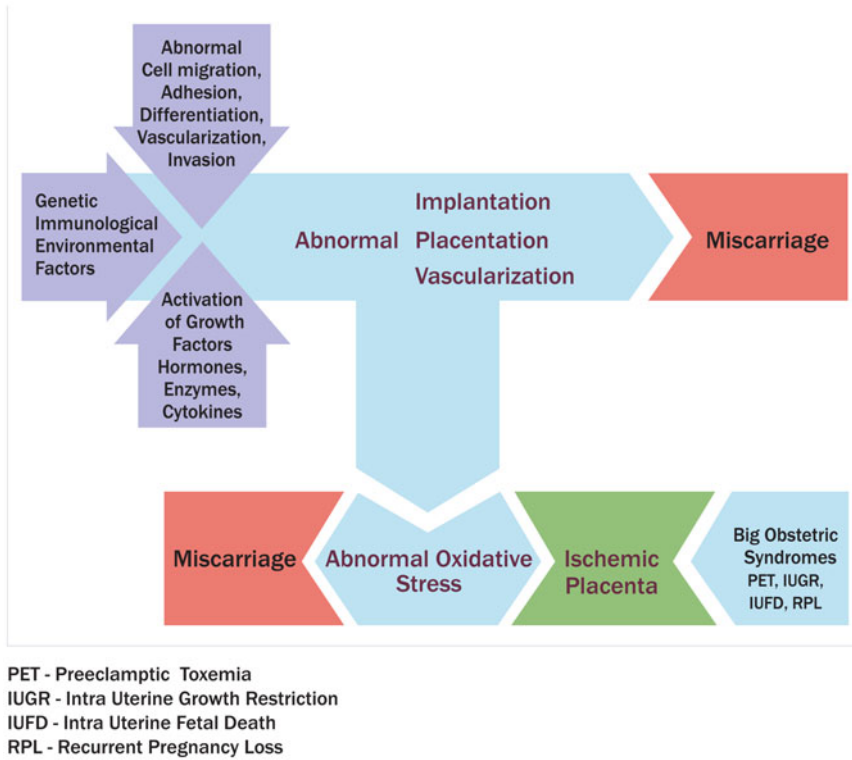 Abnormal
Cell migration,
Adhesion,
Differentiation,
Vascularization,
Invasion
Genetic
Immunological
Environmental
Factors
Activation
of Growth
Factors
Hormones,
Enzymes,
Cytokines
Implantation
Abnormal Placentation
Vascularization
Miscarriage
Miscarriage
Abnormal Oxidative
Stress
Ischemic
Placenta
Big Obstetric
Syndromes
PET, IUGR,
IUFD, RPL
PET - Preeclamptic Toxemia
IUGR - Intra Uterine Growth Restriction
IUFD - Intra Uterine Fetal Death
RPL - Recurrent Pregnancy Loss